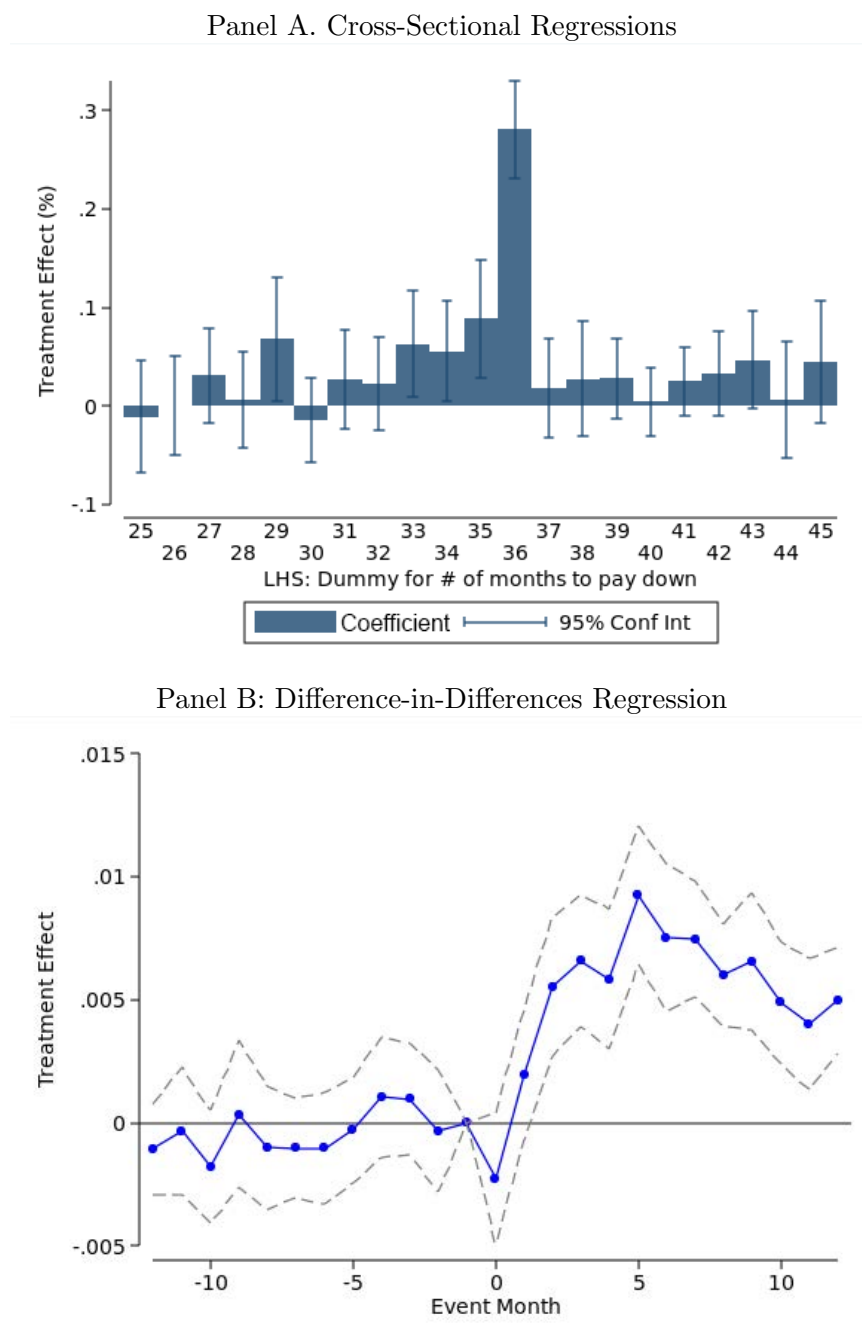 Panel A. Cross-Sectional Regressions
Treatment Effect (%)
.3
.2
.1
0
-.1
25 27 29 31 33 35 37 39 41 43 45
26 28 30 32 34 36 38 40 42 44
LHS: Dummy for # of months to pay down
Coefficient 95% Conf Int
Panel B: Difference-in-Differences Regression
Treatment Effect
.015
.01
.005
0
-.005
-10 -5 0 5 10
Event Month